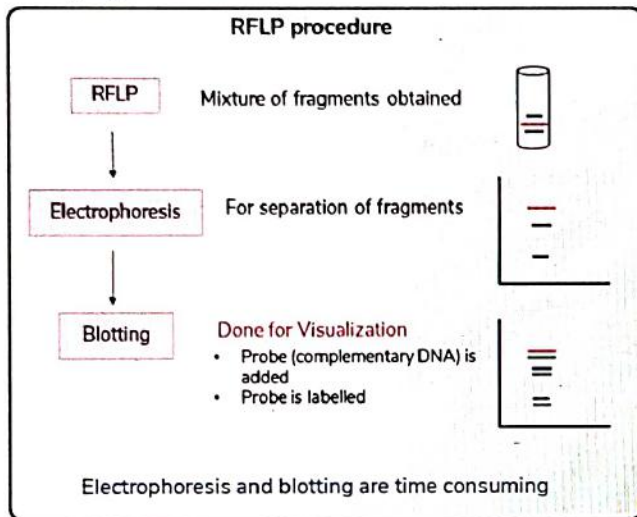 RFLP procedure
RFLP
Mixture of fragments obtained
Electrophoresis
For separation of fragments
Blotting
Done for Visualization
• Probe (complementary DNA) is
added
• Probe is labelled
Electrophoresis and blotting are time consuming